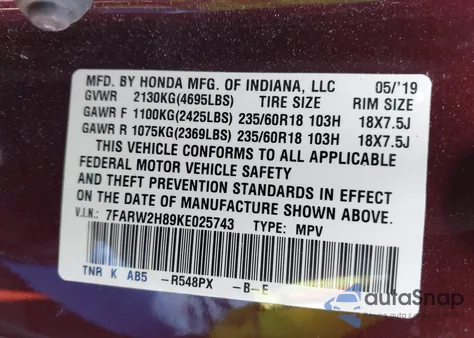 MFD. BY HONDA MFG. OF INDIANA, LLC 05/'19
GVWR 2130KG(4695LBS) TIRE SIZE RIM SIZE
GAWR F 1100KG(2425LBS) 235/60R18 103H 18X7.5J
GAWR R 1075KG(2369LBS) 235/60R18 103H 18X7.5J
THIS VEHICLE CONFORMS TO ALL APPLICABLE
FEDERAL MOTOR VEHICLE SAFETY
AND THEFT PREVENTION STANDARDS IN EFFECT
ON THE DATE OF MANUFACTURE SHOWN ABOVE.
V.I.N.: 7FARW2H89KE025743 TYPE: MPV
TNR K AB5 -R548PX -B-E
autoSnap